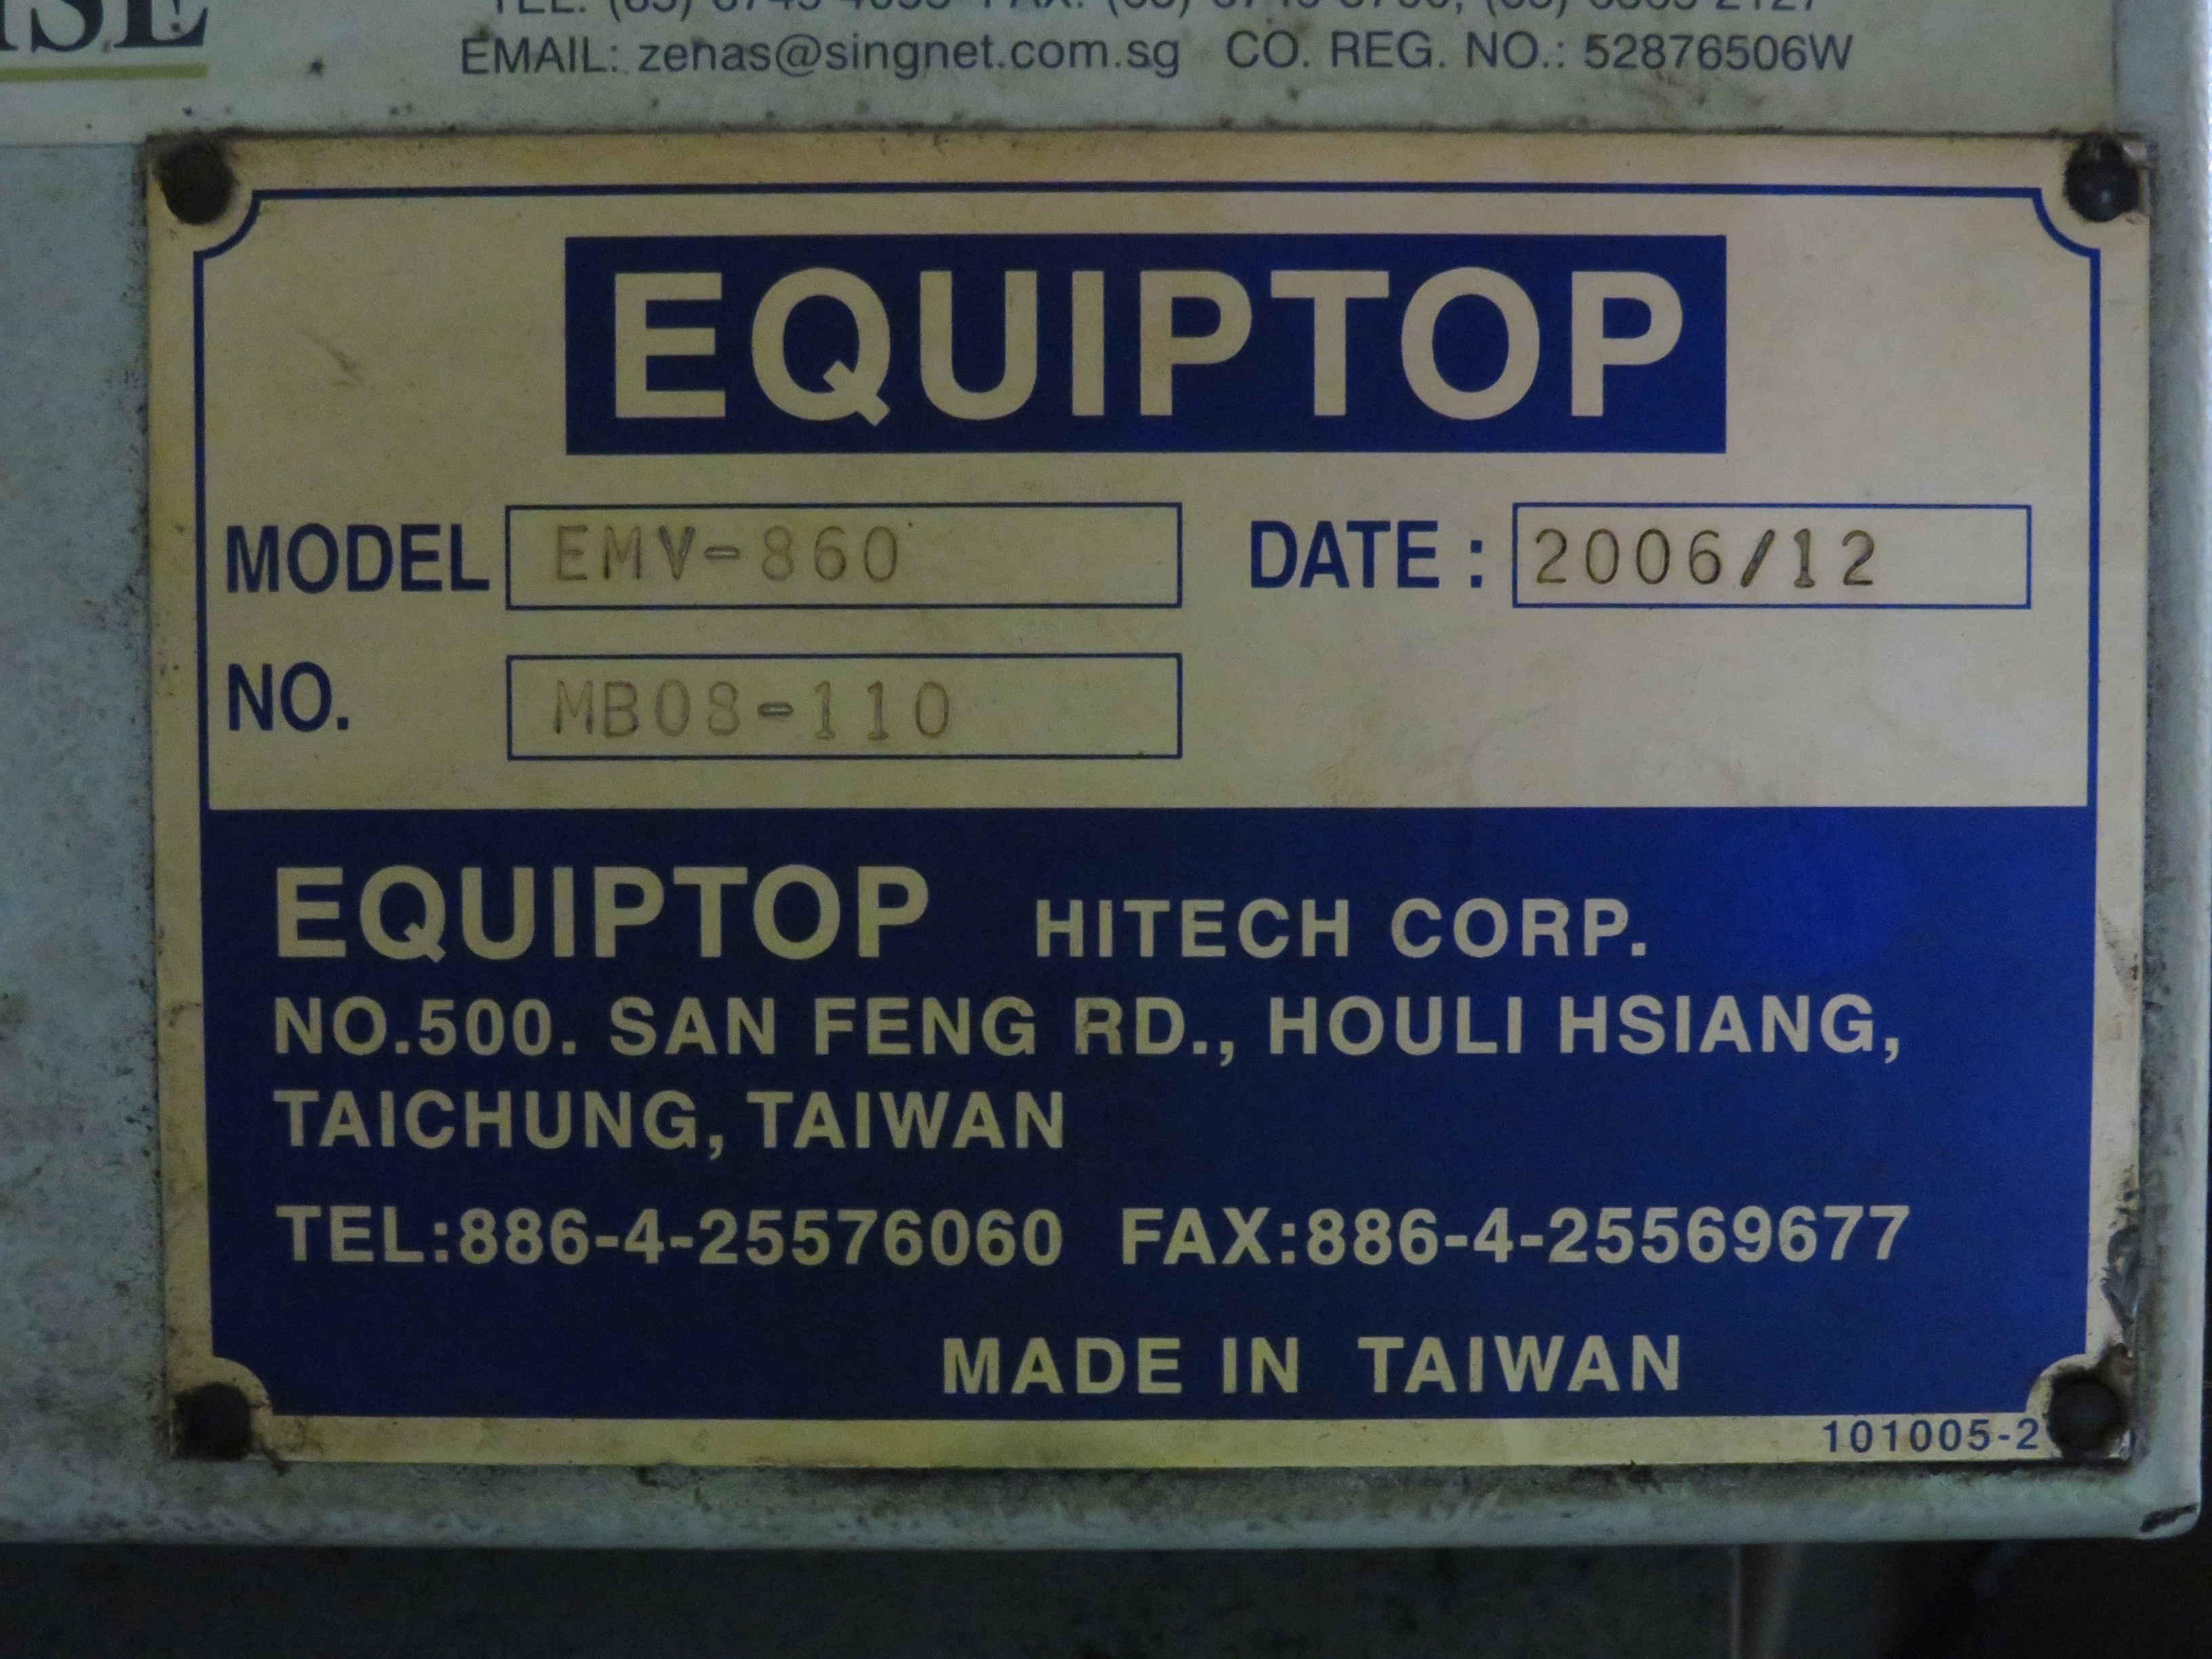 EMAIL: zenas@singnet.com.sg CO. REG. NO.: 52876506W
EQUIPTOP
MODEL EMV-860 DATE : 2006/12
NO. MB08-110
EQUIPTOP HITECH CORP.
NO.500. SAN FENG RD., HOULI HSIANG,
TAICHUNG, TAIWAN
TEL:886-4-25576060 FAX:886-4-25569677
MADE IN TAIWAN
101005-2